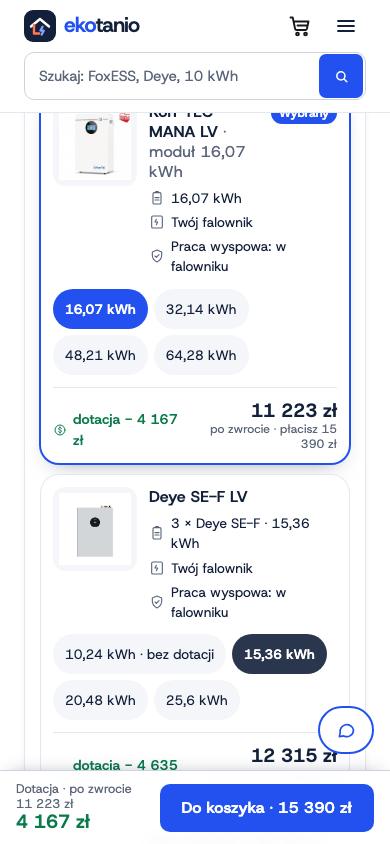 ekotanio
Szukaj: FoxESS, Deye, 10 kWh
Wybrany
MANA LV ·
moduł 16,07
kWh
16,07 kWh
Twój falownik
Praca wyspowa: w
falowniku
16,07 kWh
32,14 kWh
48,21 kWh
64,28 kWh
dotacja − 4 167
zł
11 223 zł
po zwrocie · płacisz 15
390 zł
Deye SE-F LV
3 × Deye SE-F · 15,36
kWh
Twój falownik
Praca wyspowa: w
falowniku
10,24 kWh · bez dotacji
15,36 kWh
20,48 kWh
25,6 kWh
dotacja − 4 635
12 315 zł
Dotacja · po zwrocie
11 223 zł
4 167 zł
Do koszyka · 15 390 zł